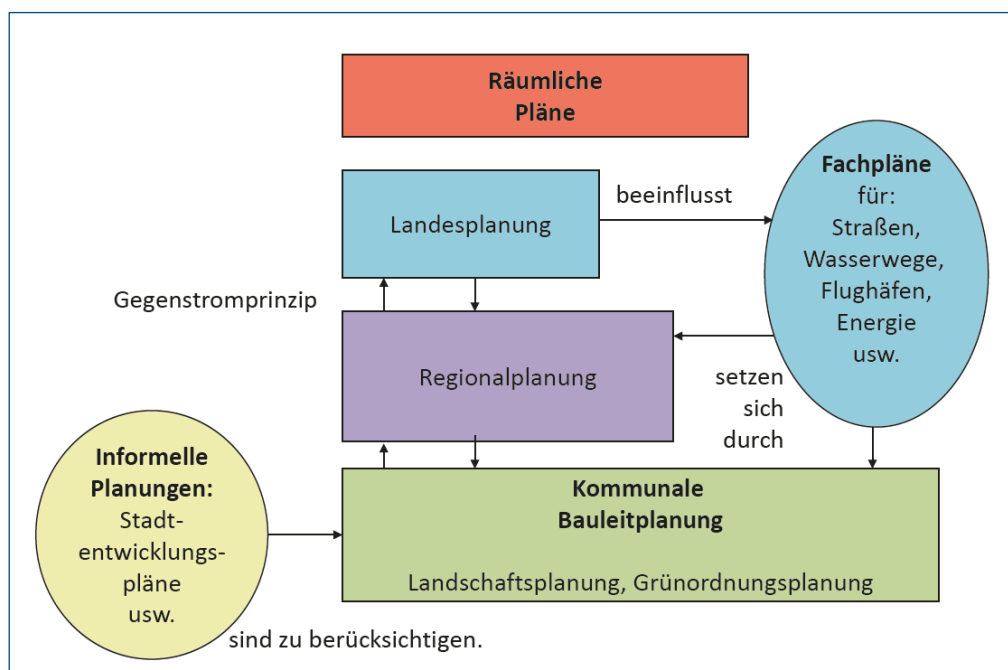 Räumliche
Pläne
Landesplanung
beeinflusst
Fachpläne
für:
Straßen,
Wasserwege,
Flughäfen,
Energie
usw.
Gegenstromprinzip
Regionalplanung
setzen
sich
durch
Informelle
Planungen:
Stadt-
entwicklungs-
pläne
usw.
Kommunale
Bauleitplanung
Landschaftsplanung, Grünordnungsplanung
sind zu berücksichtigen.